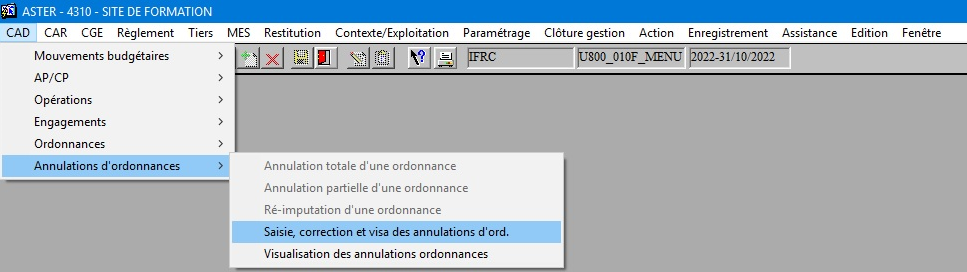 ASTER - 4310 - SITE DE FORMATION
CAD CAR CGE Règlement Tiers MES Restitution Contexte/Exploitation Paramétrage Clôture gestion Action Enregistrement Assistance Edition Fenêtre
IFRC U800_010F_MENU 2022-31/10/2022
Mouvements budgétaires
AP/CP
Opérations
Engagements
Ordonnances
Annulations d'ordonnances
Annulation totale d'une ordonnance
Annulation partielle d'une ordonnance
Ré-imputation d'une ordonnance
Saisie, correction et visa des annulations d'ord.
Visualisation des annulations ordonnances